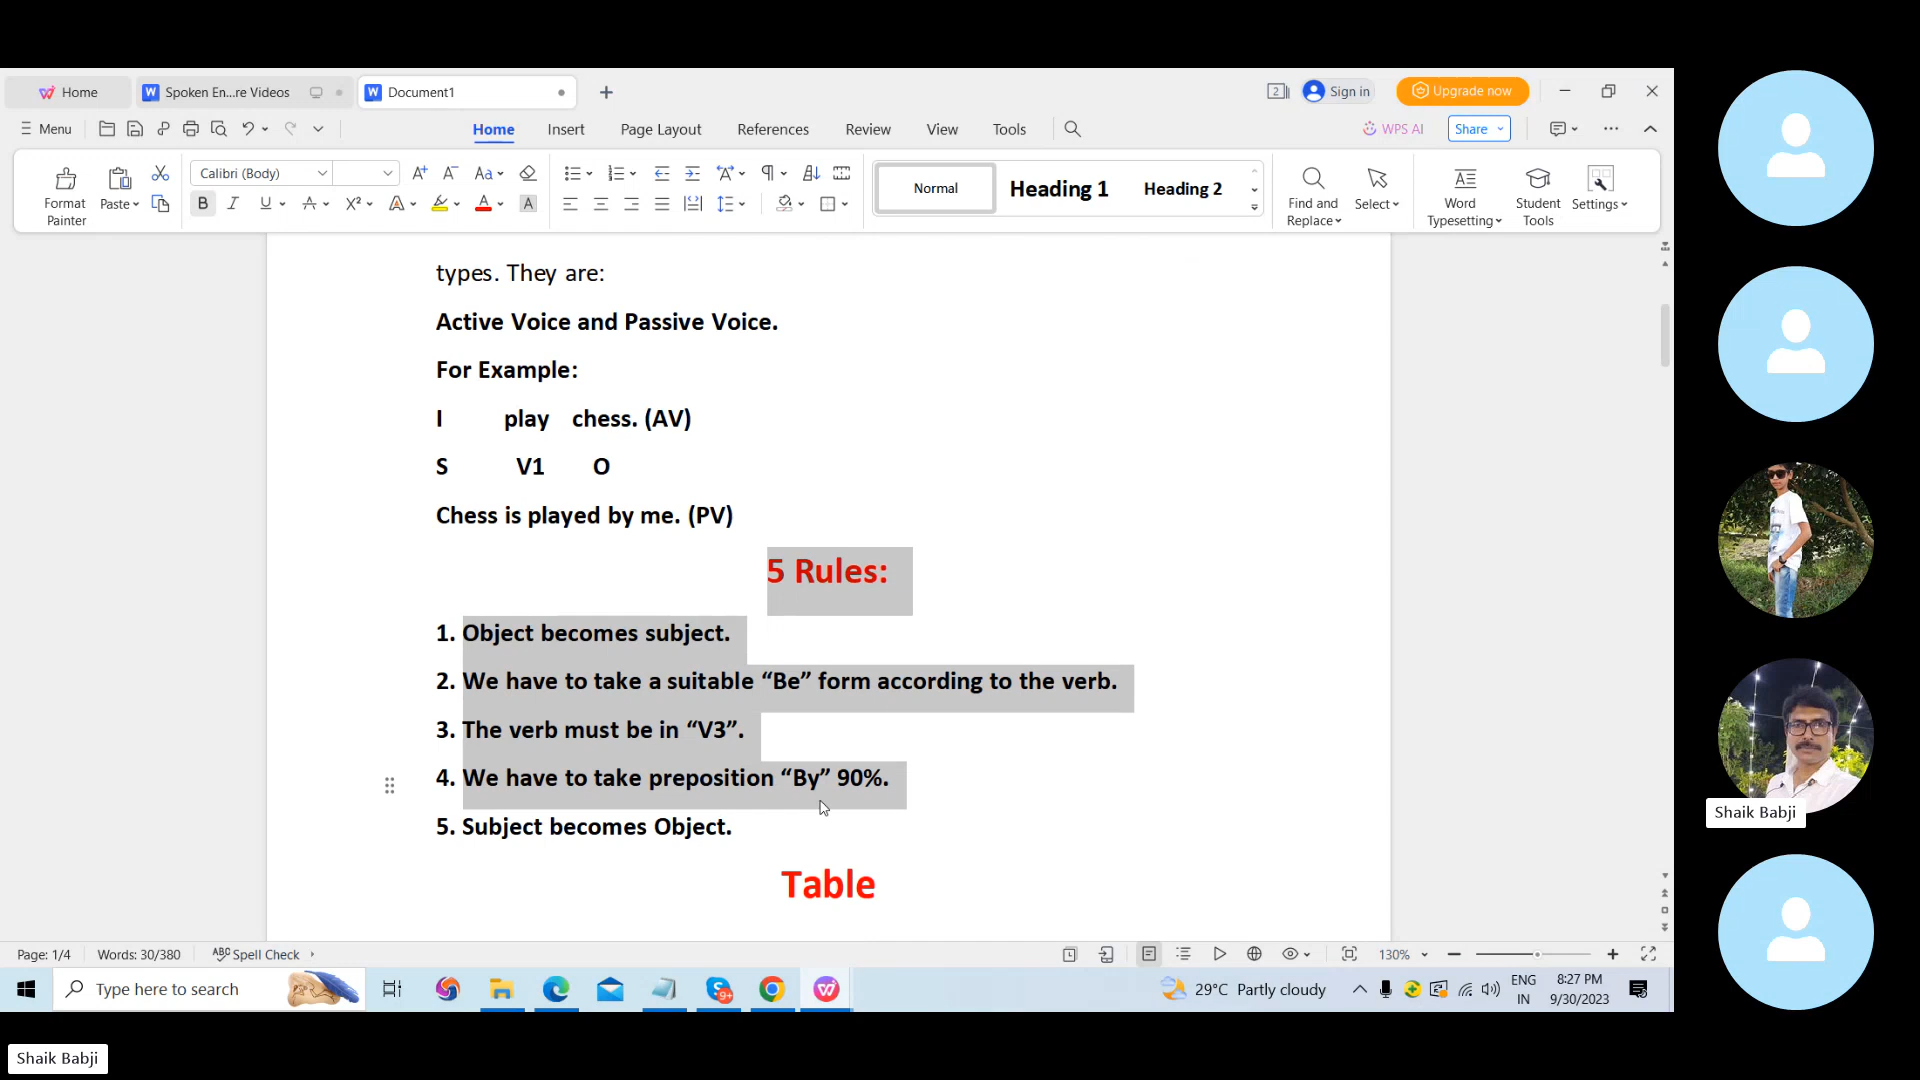 Home
Spoken En...re Videos
Document1
2
Sign in
Upgrade now
Menu
Home
Insert
Page Layout
References
Review
View
Tools
WPS AI
Share
Format
Painter
Paste
Calibri (Body)
Normal
Heading 1
Heading 2
Find and
Replace
Select
Word
Typesetting
Student
Tools
Settings
types. They are:
Active Voice and Passive Voice.
For Example:
I play chess. (AV)
S V1 O
Chess is played by me. (PV)
5 Rules:
1. Object becomes subject.
2. We have to take a suitable “Be” form according to the verb.
3. The verb must be in “V3”.
4. We have to take preposition “By” 90%.
5. Subject becomes Object.
Table
Page: 1/4
Words: 30/380
Spell Check
130%
Type here to search
9+
29°C Partly cloudy
ENG
IN
8:27 PM
9/30/2023
Shaik Babji
Shaik Babji